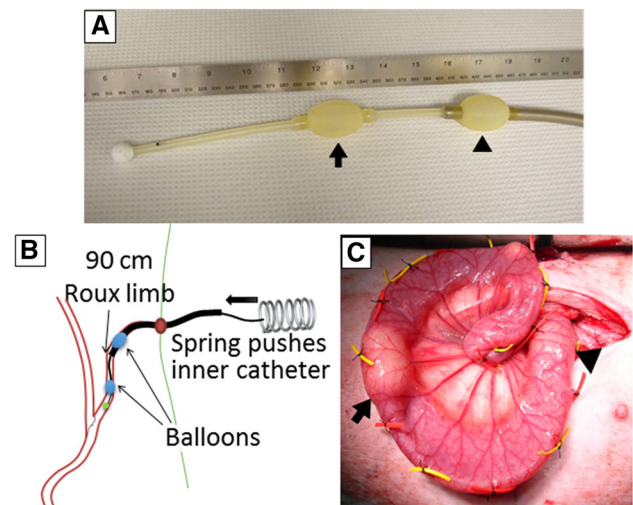 A
6 7 8 9 10 11 12 13 14 15 16 17 18 19 20
B
90 cm
Roux limb
Spring pushes
inner catheter
Balloons
C